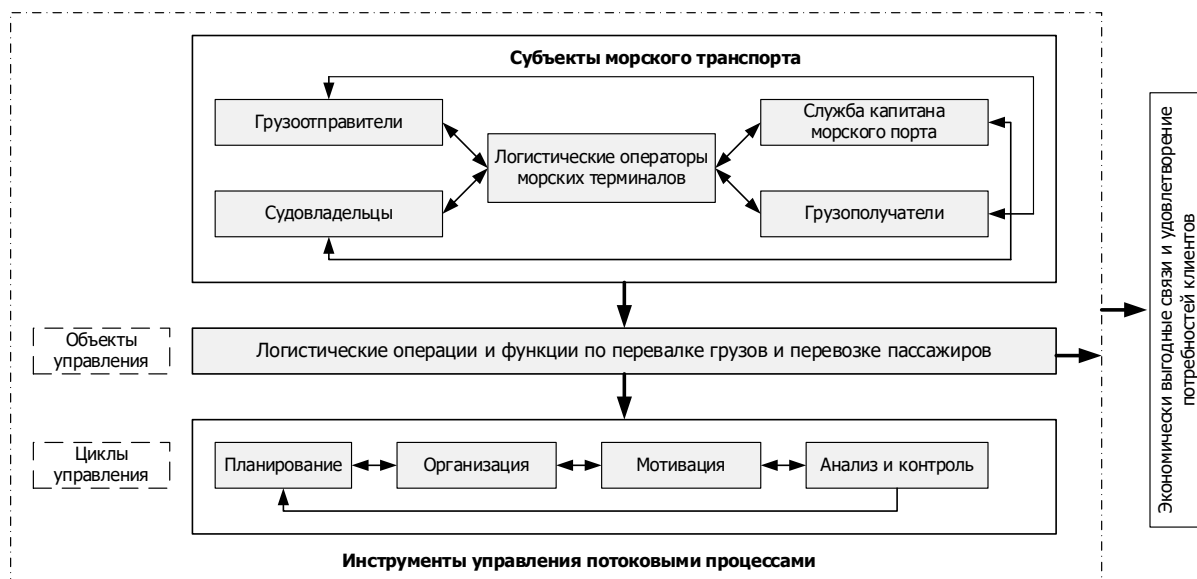 Субъекты морского транспорта
Грузоотправители
Служба капитана
морского порта
Логистические операторы
морских терминалов
Судовладельцы
Грузополучатели
Объекты
управления
Логистические операции и функции по перевалке грузов и перевозке пассажиров
Циклы
управления
Планирование
Организация
Мотивация
Анализ и контроль
Инструменты управления потоковыми процессами
Экономически выгодные связи и удовлетворение
потребностей клиентов